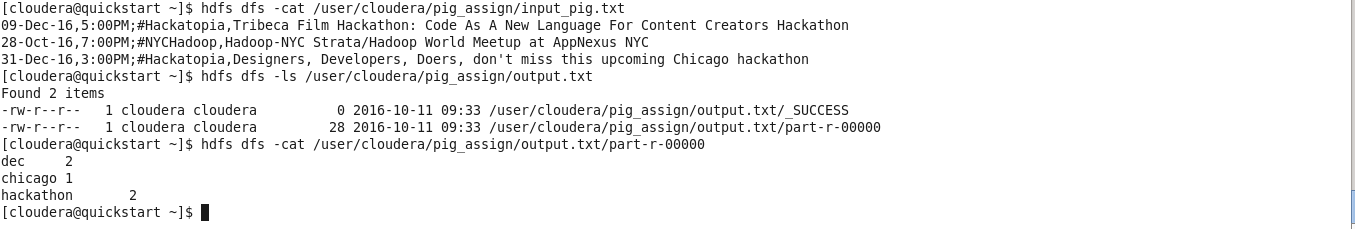 [cloudera@quickstart ~]$ hdfs dfs -cat /user/cloudera/pig_assign/input_pig.txt
09-Dec-16,5:00PM;#Hackatopia,Tribeca Film Hackathon: Code As A New Language For Content Creators Hackathon
28-Oct-16,7:00PM;#NYCHadoop,Hadoop-NYC Strata/Hadoop World Meetup at AppNexus NYC
31-Dec-16,3:00PM;#Hackatopia,Designers, Developers, Doers, don't miss this upcoming Chicago hackathon
[cloudera@quickstart ~]$ hdfs dfs -ls /user/cloudera/pig_assign/output.txt
Found 2 items
-rw-r--r--   1 cloudera cloudera          0 2016-10-11 09:33 /user/cloudera/pig_assign/output.txt/_SUCCESS
-rw-r--r--   1 cloudera cloudera         28 2016-10-11 09:33 /user/cloudera/pig_assign/output.txt/part-r-00000
[cloudera@quickstart ~]$ hdfs dfs -cat /user/cloudera/pig_assign/output.txt/part-r-00000
dec     2
chicago 1
hackathon       2
[cloudera@quickstart ~]$